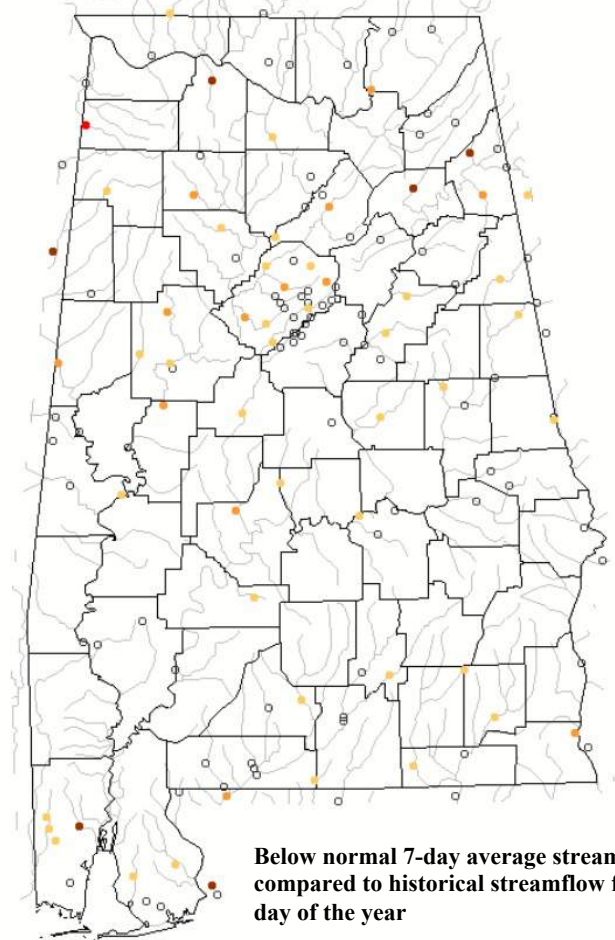 Below normal 7-day average
compared to historical streamflow
day of the year